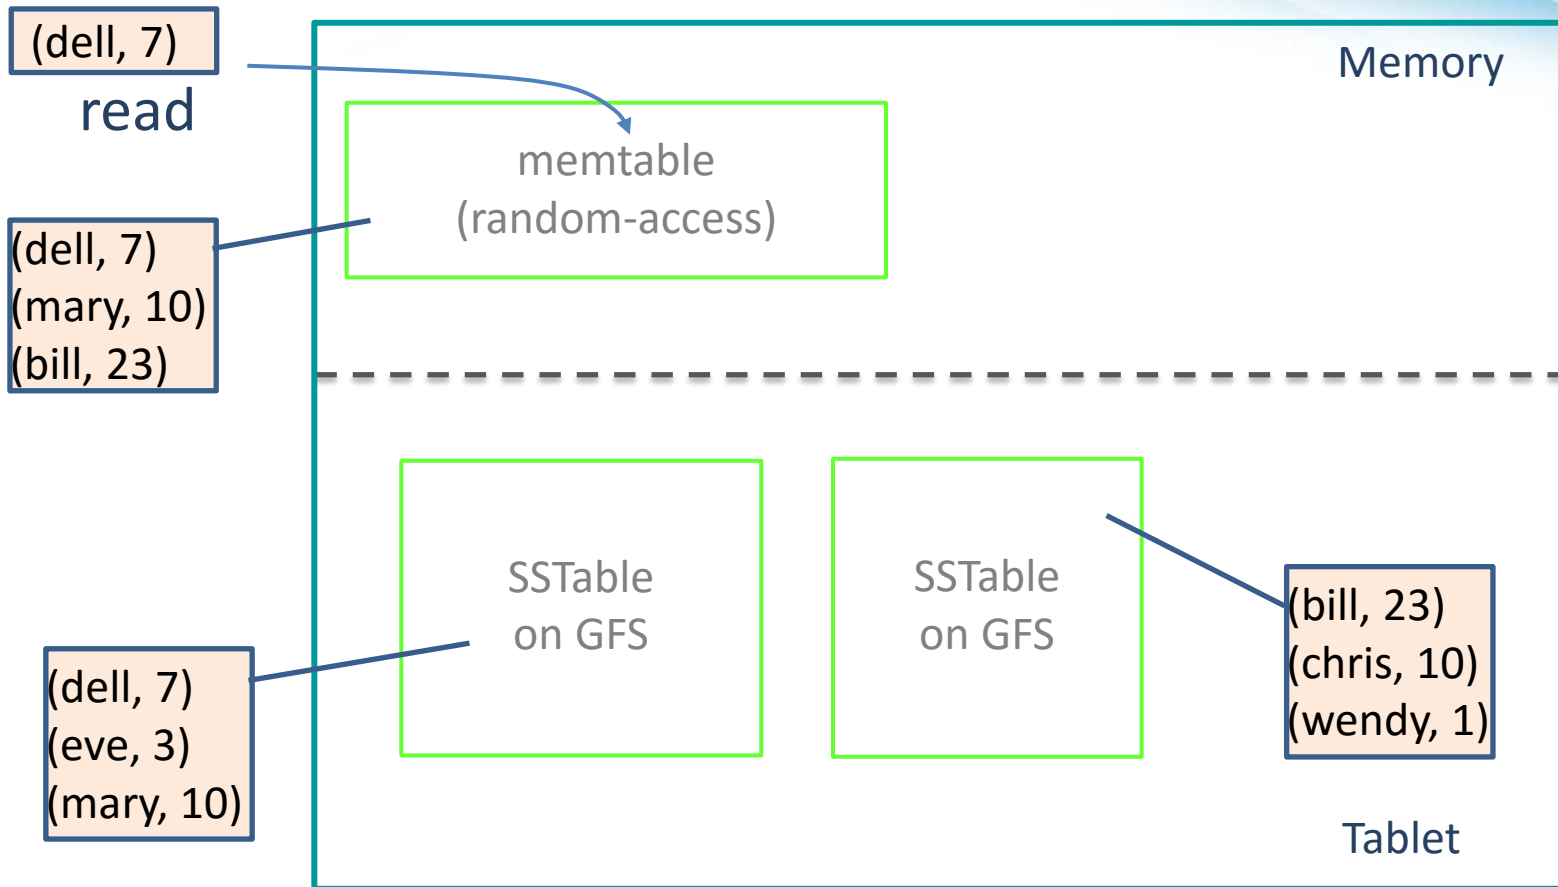 (dell, 7)
read
Memory
memtable
(random-access)
(dell, 7)
(mary, 10)
(bill, 23)
SSTable
on GFS
SSTable
on GFS
(dell, 7)
(eve, 3)
(mary, 10)
(bill, 23)
(chris, 10)
(wendy, 1)
Tablet